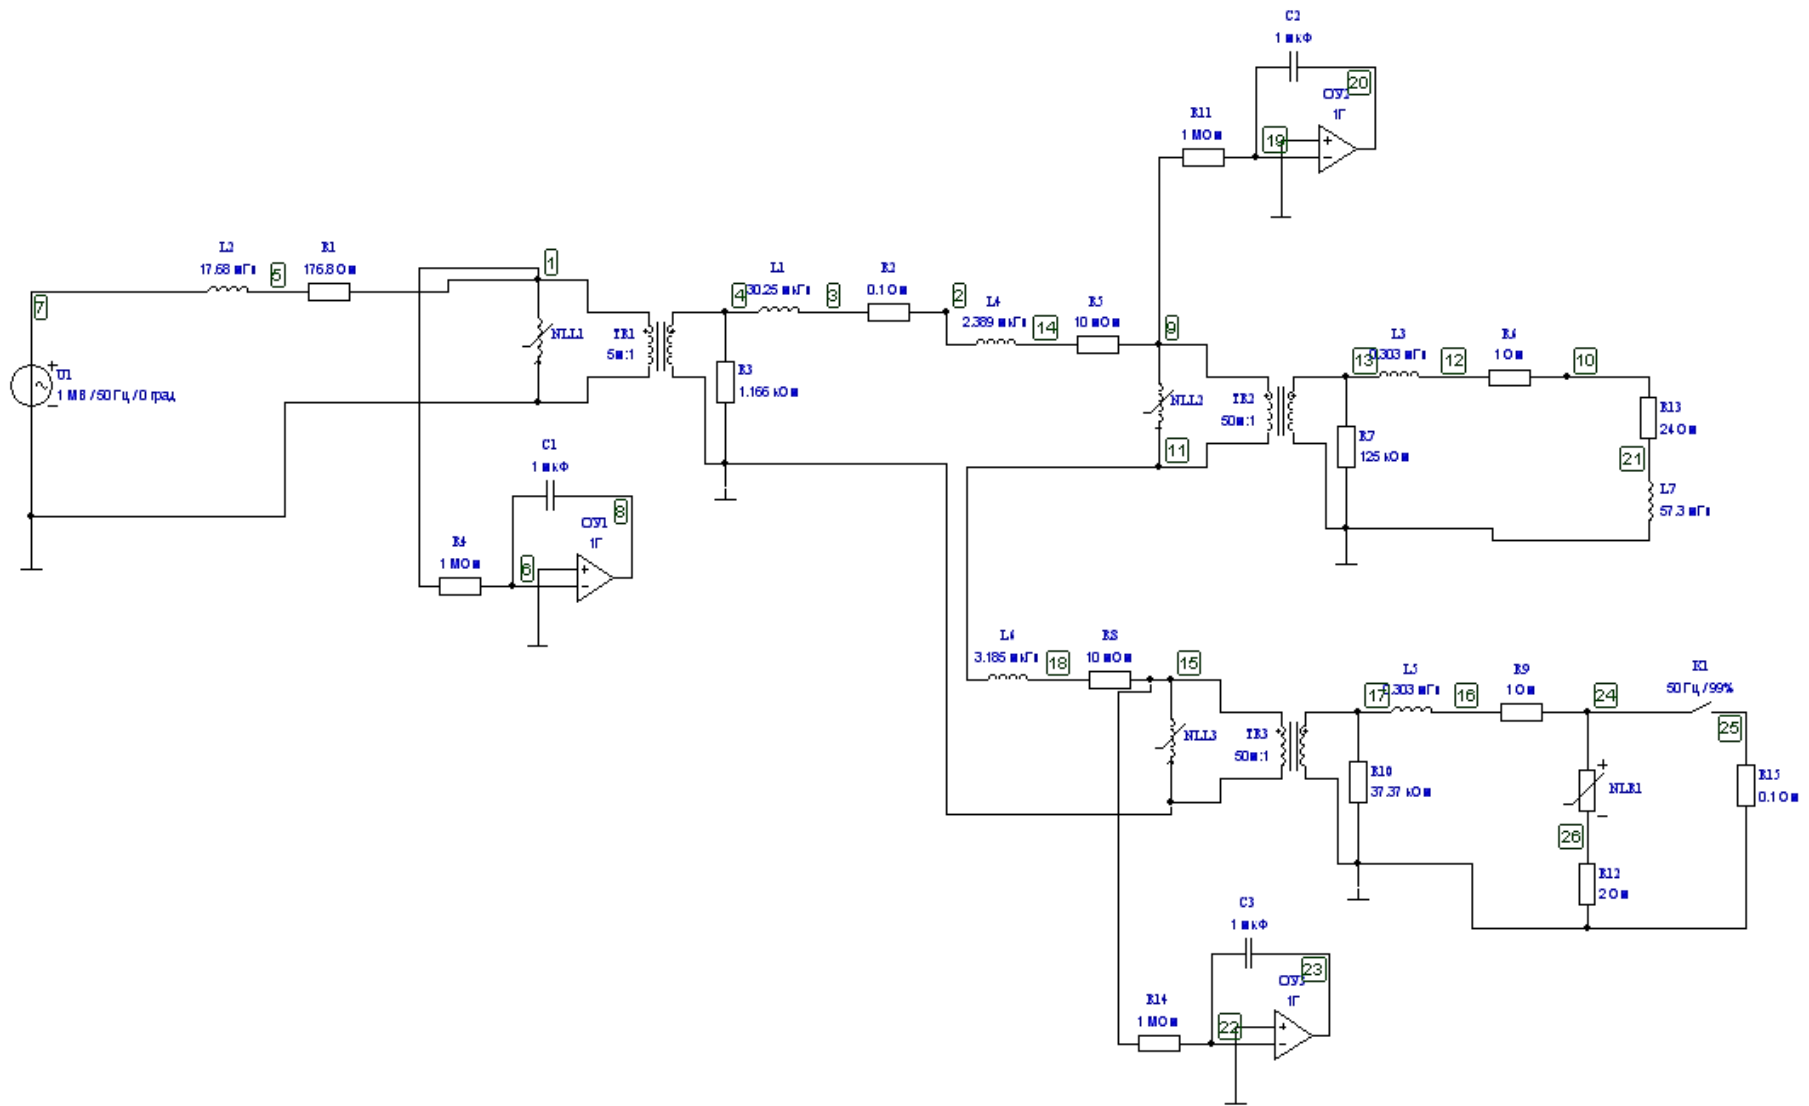 C2
1 мкФ
20
ОУ2
1Г
R11
1 МОм
19
L2
17.68 мГн
5
R1
176.8 Ом
1
7
U1
1 МВ / 50 Гц / 0 град
NLL1
TR1
5м:1
4
L1
30.25 мкГн
3
R2
0.1 Ом
2
R3
1.166 кОм
L4
2.389 мкГн
14
R5
10 мОм
9
NLL2
TR2
50м:1
11
13
L3
0.303 мГн
12
R6
1 Ом
10
R7
125 кОм
R13
24 Ом
21
L7
57.3 мГн
C1
1 мкФ
8
ОУ1
1Г
R4
1 МОм
6
L6
3.185 мкГн
18
R8
10 мОм
15
NLL3
TR3
50м:1
17
L5
0.303 мГн
16
R9
1 Ом
24
K1
50 Гц / 99%
25
R10
37.37 кОм
NLR1
26
R12
2 Ом
R15
0.1 Ом
C3
1 мкФ
23
1Г
R14
1 МОм
22